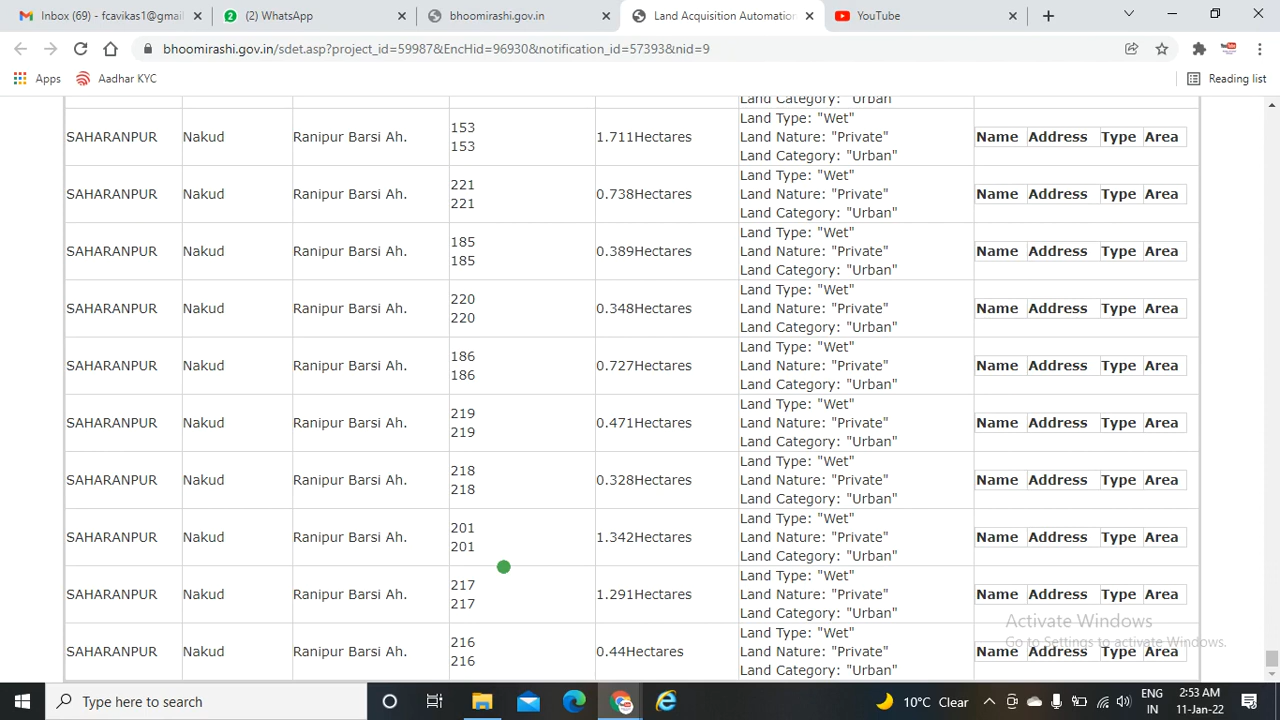 Inbox (69) - fcavikas1@gmail
2 (2) WhatsApp
bhoomirashi.gov.in
Land Acquisition Automation
YouTube
bhoomirashi.gov.in/sdet.asp?project_id=59987&EncHid=96930&notification_id=57393&nid=9
Apps
Aadhar KYC
Reading list
Land Category: "Urban"
SAHARANPUR Nakud Ranipur Barsi Ah. 153 1.711Hectares Land Type: "Wet"
153 Land Nature: "Private" Name Address Type Area
Land Category: "Urban"
SAHARANPUR Nakud Ranipur Barsi Ah. 221 0.738Hectares Land Type: "Wet"
221 Land Nature: "Private" Name Address Type Area
Land Category: "Urban"
SAHARANPUR Nakud Ranipur Barsi Ah. 185 0.389Hectares Land Type: "Wet"
185 Land Nature: "Private" Name Address Type Area
Land Category: "Urban"
SAHARANPUR Nakud Ranipur Barsi Ah. 220 0.348Hectares Land Type: "Wet"
220 Land Nature: "Private" Name Address Type Area
Land Category: "Urban"
SAHARANPUR Nakud Ranipur Barsi Ah. 186 0.727Hectares Land Type: "Wet"
186 Land Nature: "Private" Name Address Type Area
Land Category: "Urban"
SAHARANPUR Nakud Ranipur Barsi Ah. 219 0.471Hectares Land Type: "Wet"
219 Land Nature: "Private" Name Address Type Area
Land Category: "Urban"
SAHARANPUR Nakud Ranipur Barsi Ah. 218 0.328Hectares Land Type: "Wet"
218 Land Nature: "Private" Name Address Type Area
Land Category: "Urban"
SAHARANPUR Nakud Ranipur Barsi Ah. 201 1.342Hectares Land Type: "Wet"
201 Land Nature: "Private" Name Address Type Area
Land Category: "Urban"
SAHARANPUR Nakud Ranipur Barsi Ah. 217 1.291Hectares Land Type: "Wet"
217 Land Nature: "Private" Name Address Type Area
Land Category: "Urban"
SAHARANPUR Nakud Ranipur Barsi Ah. 216 0.44Hectares Land Type: "Wet"
216 Land Nature: "Private" Name Address Type Area
Land Category: "Urban"
Activate Windows
Go to Settings to activate Windows.
Type here to search
10°C Clear
ENG
IN
2:53 AM
11-Jan-22